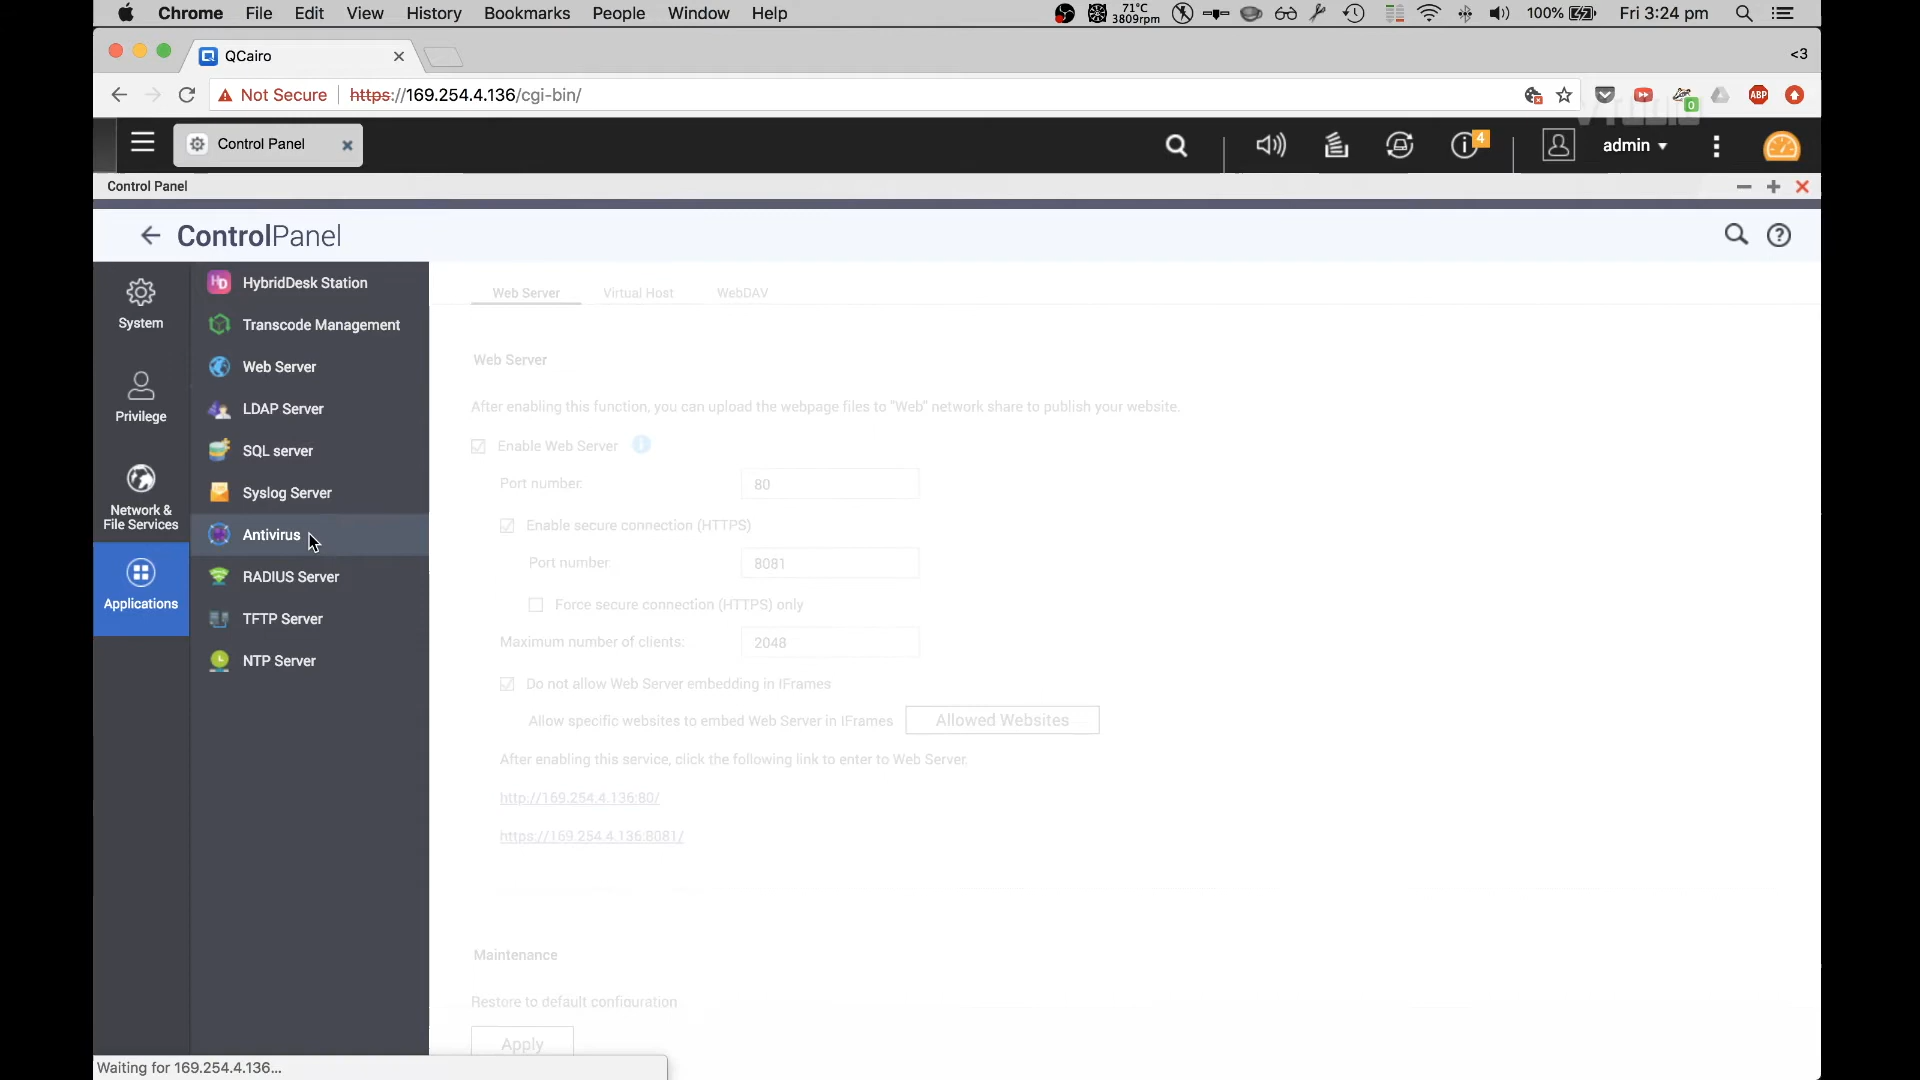 Chrome File Edit View History Bookmarks People Window Help 71°C 3809rpm 100% Fri 3:24 pm
QCairo <3
Not Secure https://169.254.4.136/cgi-bin/ 0 ABP
Control Panel 4 admin
Control Panel
ControlPanel
System
Privilege
Network &
File Services
Applications
HD HybridDesk Station
Transcode Management
Web Server
LDAP Server
SQL server
Syslog Server
Antivirus
RADIUS Server
TFTP Server
NTP Server
Web Server Virtual Host WebDAV
Web Server
After enabling this function, you can upload the webpage files to "Web" network share to publish your website.
Enable Web Server
Port number: 80
Enable secure connection (HTTPS)
Port number: 8081
Force secure connection (HTTPS) only
Maximum number of clients: 2048
Do not allow Web Server embedding in IFrames
Allow specific websites to embed Web Server in IFrames Allowed Websites
After enabling this service, click the following link to enter to Web Server.
http://169.254.4.136:80/
https://169.254.4.136:8081/
Maintenance
Restore to default configuration
Apply
Waiting for 169.254.4.136...